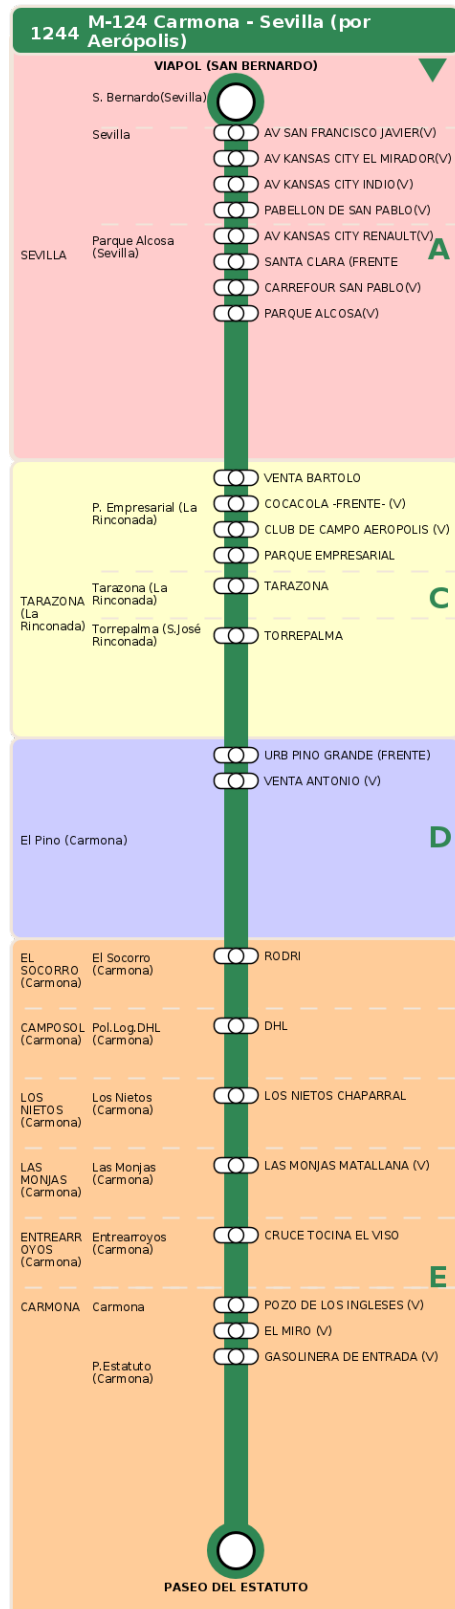 1244
M-124 Carmona - Sevilla (por
Aerópolis)
VIAPOL (SAN BERNARDO)
S. Bernardo(Sevilla)
Sevilla
AV SAN FRANCISCO JAVIER(V)
AV KANSAS CITY EL MIRADOR(V)
AV KANSAS CITY INDIO(V)
PABELLON DE SAN PABLO(V)
SEVILLA
Parque Alcosa
(Sevilla)
AV KANSAS CITY RENAULT(V)
A
SANTA CLARA (FRENTE
CARREFOUR SAN PABLO(V)
PARQUE ALCOSA(V)
VENTA BARTOLO
P. Empresarial (La
Rinconada)
COCACOLA -FRENTE- (V)
CLUB DE CAMPO AEROPOLIS (V)
PARQUE EMPRESARIAL
TARAZONA
(La
Rinconada)
Tarazona (La
Rinconada)
TARAZONA
C
Torrepalma (S.José
Rinconada)
TORREPALMA
URB PINO GRANDE (FRENTE)
VENTA ANTONIO (V)
El Pino (Carmona)
D
EL
SOCORRO
(Carmona)
El Socorro
(Carmona)
RODRI
CAMPOSOL
(Carmona)
Pol.Log.DHL
(Carmona)
DHL
LOS
NIETOS
(Carmona)
Los Nietos
(Carmona)
LOS NIETOS CHAPARRAL
LAS
MONJAS
(Carmona)
Las Monjas
(Carmona)
LAS MONJAS MATALLANA (V)
ENTREARR
OYOS
(Carmona)
Entrearroyos
(Carmona)
CRUCE TOCINA EL VISO
E
CARMONA
Carmona
POZO DE LOS INGLESES (V)
EL MIRO (V)
GASOLINERA DE ENTRADA (V)
P.Estatuto
(Carmona)
PASEO DEL ESTATUTO